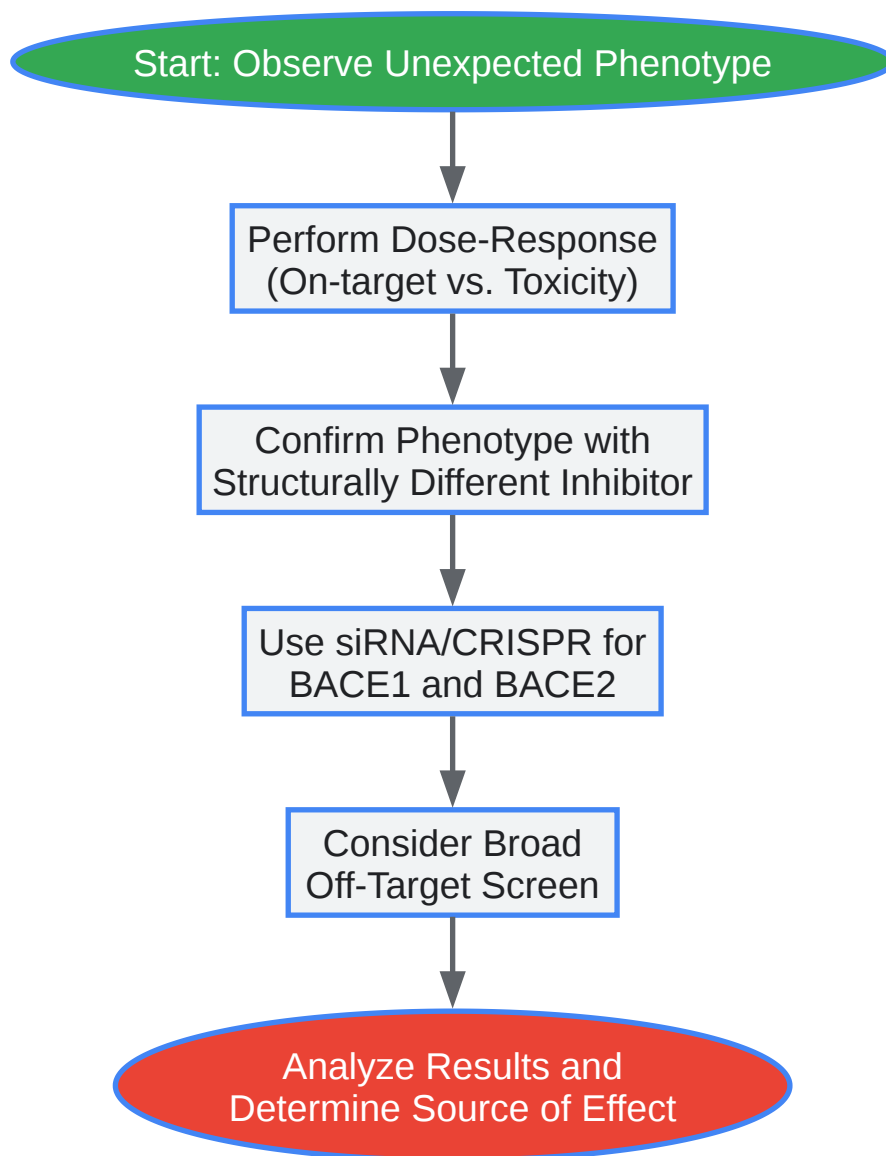 Start: Observe Unexpected Phenotype
Perform Dose-Response
(On-target vs. Toxicity)
Confirm Phenotype with
Structurally Different Inhibitor
Use siRNA/CRISPR for
BACE1 and BACE2
Consider Broad
Off-Target Screen
Analyze Results and
Determine Source of Effect